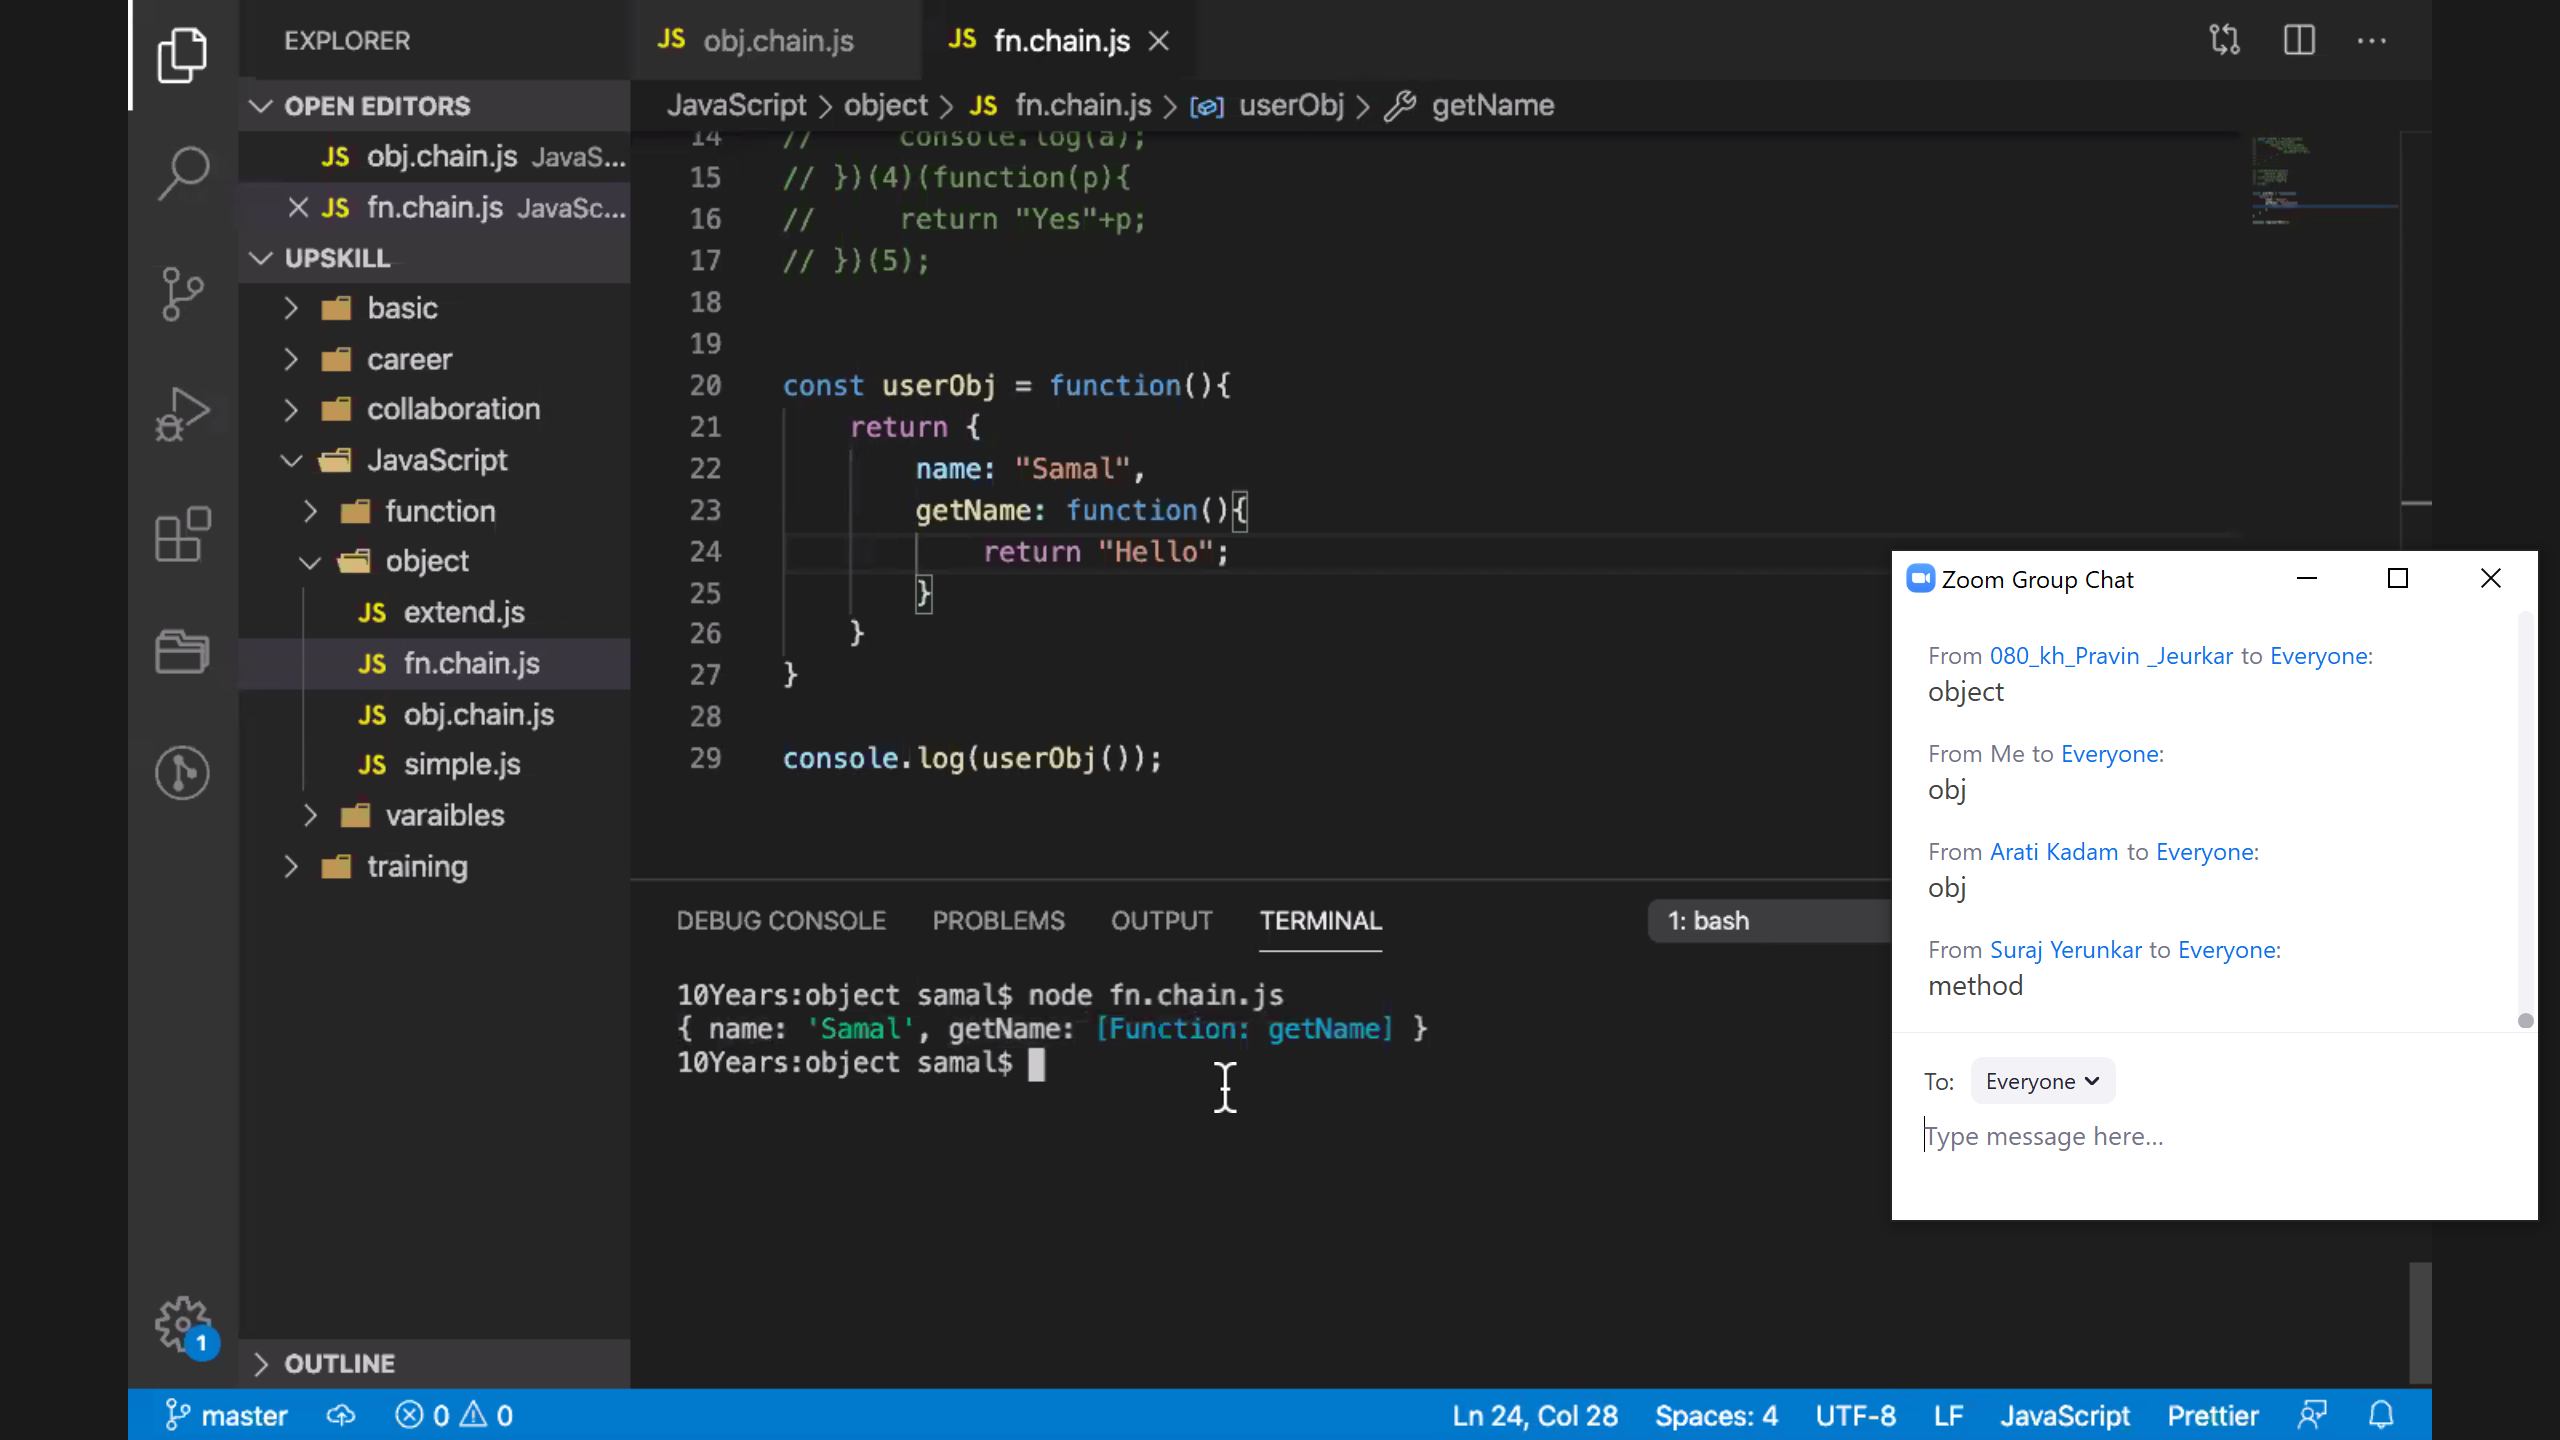 EXPLORER
JS obj.chain.js
JS fn.chain.js
OPEN EDITORS
JS obj.chain.js JavaS...
JS fn.chain.js JavaSc...
UPSKILL
basic
career
collaboration
JavaScript
function
object
JS extend.js
JS fn.chain.js
JS obj.chain.js
JS simple.js
varaibles
training
OUTLINE
JavaScript > object > JS fn.chain.js > userObj > getName
14 // console.log(a);
15 // })(4)(function(p){
16 // return "Yes"+p;
17 // })(5);
18
19
20 const userObj = function(){
21 return {
22 name: "Samal",
23 getName: function(){
24 return "Hello";
25 }
26 }
27 }
28
29 console.log(userObj());
DEBUG CONSOLE PROBLEMS OUTPUT TERMINAL 1: bash
10Years:object samal$ node fn.chain.js
{ name: 'Samal', getName: [Function: getName] }
10Years:object samal$
Zoom Group Chat
From 080_kh_Pravin _Jeurkar to Everyone:
object
From Me to Everyone:
obj
From Arati Kadam to Everyone:
obj
From Suraj Yerunkar to Everyone:
method
To: Everyone
Type message here...
1
master 0 0 Ln 24, Col 28 Spaces: 4 UTF-8 LF JavaScript Prettier